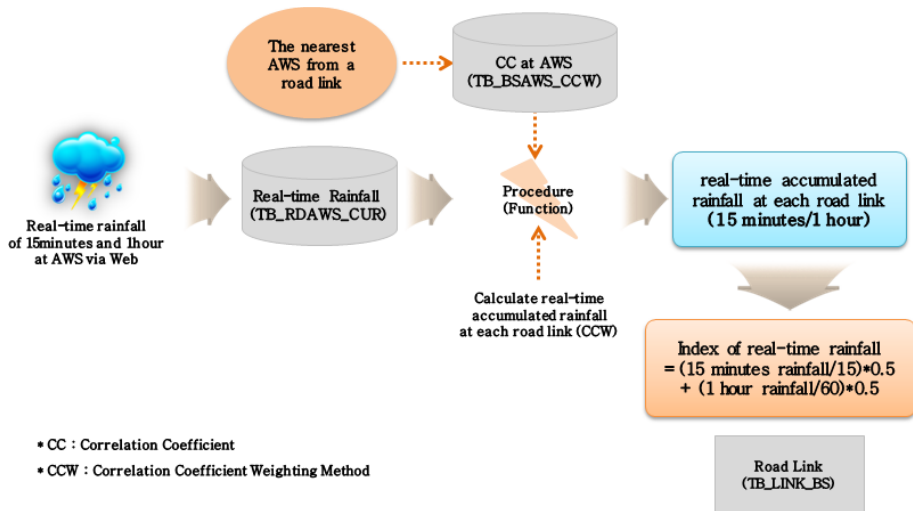 The nearest
AWS from a
road link
CC at AWS
(TB_BSAWS_CCW)
Real-time rainfall
of 15minutes and 1hour
at AWS via Web
Real-time Rainfall
(TB_RDAWS_CUR)
Procedure
(Function)
real-time accumulated
rainfall at each road link
(15 minutes/1 hour)
Calculate real-time
accumulated rainfall
at each road link (CCW)
Index of real-time rainfall
= (15 minutes rainfall/15)*0.5
+ (1 hour rainfall/60)*0.5
* CC : Correlation Coefficient
* CCW : Correlation Coefficient Weighting Method
Road Link
(TB_LINK_BS)